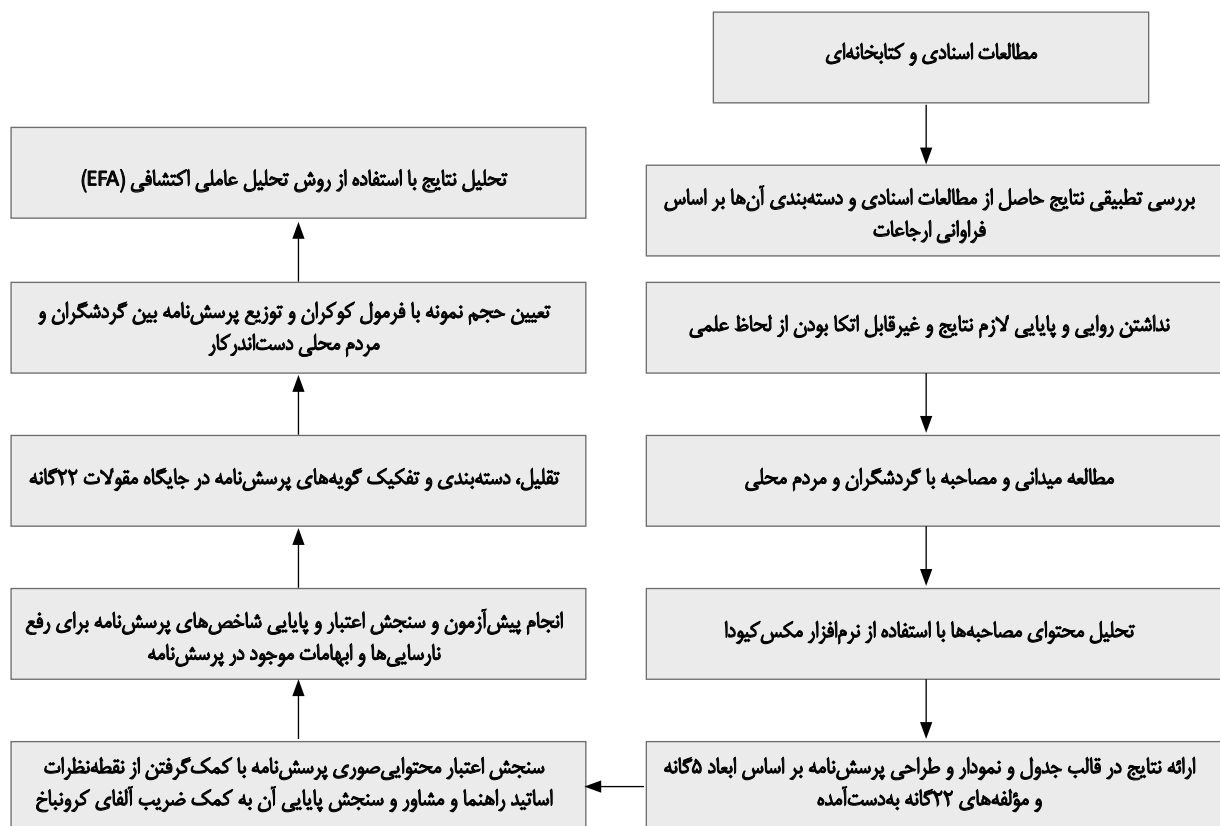 مطالعات اسنادی و کتابخانه‌ای
بررسی تطبیقی نتایج حاصل از مطالعات اسنادی و دسته‌بندی آن‌ها بر اساس
فراوانی ارجاعات
نداشتن روایی و پایایی لازم نتایج و غیرقابل اتکا بودن از لحاظ علمی
مطالعه میدانی و مصاحبه با گردشگران و مردم محلی
تحلیل محتوای مصاحبه‌ها با استفاده از نرم‌افزار مکس‌کیودا
ارائه نتایج در قالب جدول و نمودار و طراحی پرسش‌نامه بر اساس ابعاد ۵گانه
و مؤلفه‌های ۲۲گانه به‌دست‌آمده
سنجش اعتبار محتوایی‌صوری پرسش‌نامه با کمک‌گرفتن از نقطه‌نظرات
اساتید راهنما و مشاور و سنجش پایایی آن به کمک ضریب آلفای کرونباخ
انجام پیش‌آزمون و سنجش اعتبار و پایایی شاخص‌های پرسش‌نامه برای رفع
نارسایی‌ها و ابهامات موجود در پرسش‌نامه
تقلیل، دسته‌بندی و تفکیک گویه‌های پرسش‌نامه در جایگاه مقولات ۲۲گانه
تعیین حجم نمونه با فرمول کوکران و توزیع پرسش‌نامه بین گردشگران و
مردم محلی دست‌اندرکار
تحلیل نتایج با استفاده از روش تحلیل عاملی اکتشافی (EFA)